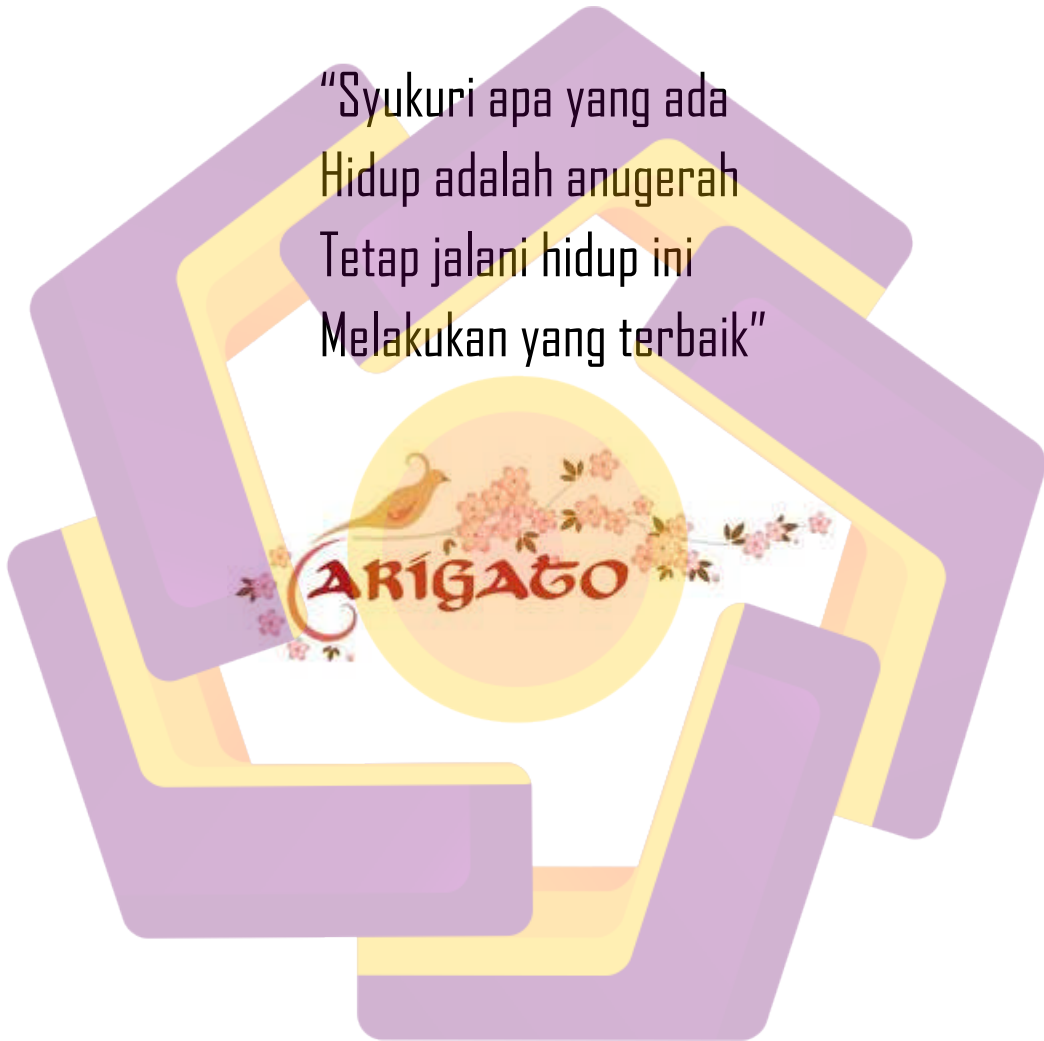 “Syukuri apa yang ada
Hidup adalah anugerah
Tetap jalani hidup ini
Melakukan yang terbaik”
ARIGATO